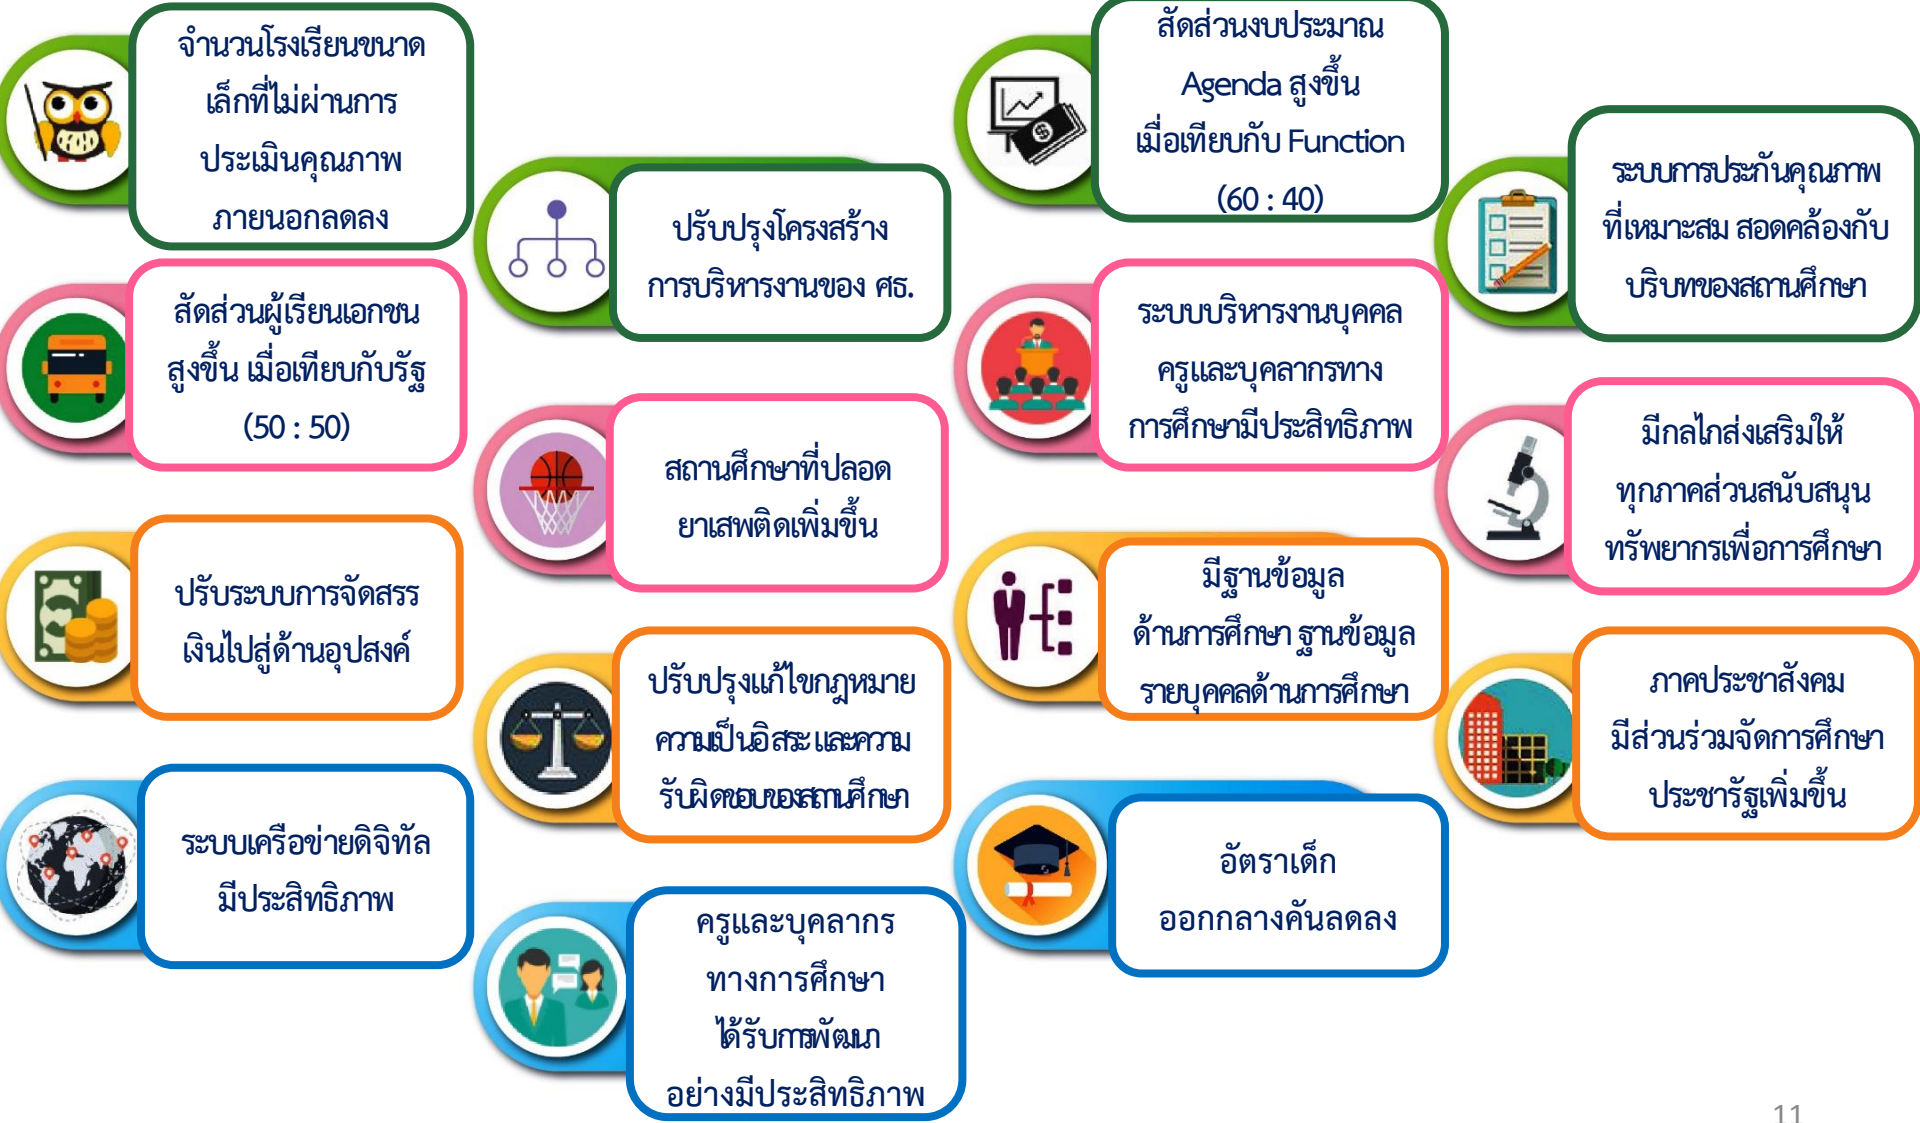 จำนวนโรงเรียนขนาด
เล็กที่ไม่ผ่านการ
ประเมินคุณภาพ
ภายนอกลดลง
สัดส่วนผู้เรียนเอกชน
สูงขึ้น เมื่อเทียบกับรัฐ
(50 : 50)
ปรับระบบการจัดสรร
เงินไปสู่ด้านอุปสงค์
ระบบเครือข่ายดิจิทัล
มีประสิทธิภาพ
ปรับปรุงโครงสร้าง
การบริหารงานของ ศธ.
สถานศึกษาที่ปลอด
ยาเสพติดเพิ่มขึ้น
ปรับปรุงแก้ไขกฎหมาย
ความเป็นอิสระ และความ
รับผิดชอบของสถานศึกษา
ครูและบุคลากร
ทางการศึกษา
ได้รับการพัฒนา
อย่างมีประสิทธิภาพ
สัดส่วนงบประมาณ
Agenda สูงขึ้น
เมื่อเทียบกับ Function
(60 : 40)
ระบบบริหารงานบุคคล
ครูและบุคลากรทาง
การศึกษามีประสิทธิภาพ
มีฐานข้อมูล
ด้านการศึกษา ฐานข้อมูล
รายบุคคลด้านการศึกษา
อัตราเด็ก
ออกกลางคันลดลง
ระบบการประกันคุณภาพ
ที่เหมาะสม สอดคล้องกับ
บริบทของสถานศึกษา
มีกลไกส่งเสริมให้
ทุกภาคส่วนสนับสนุน
ทรัพยากรเพื่อการศึกษา
ภาคประชาสังคม
มีส่วนร่วมจัดการศึกษา
ประชารัฐเพิ่มขึ้น
11